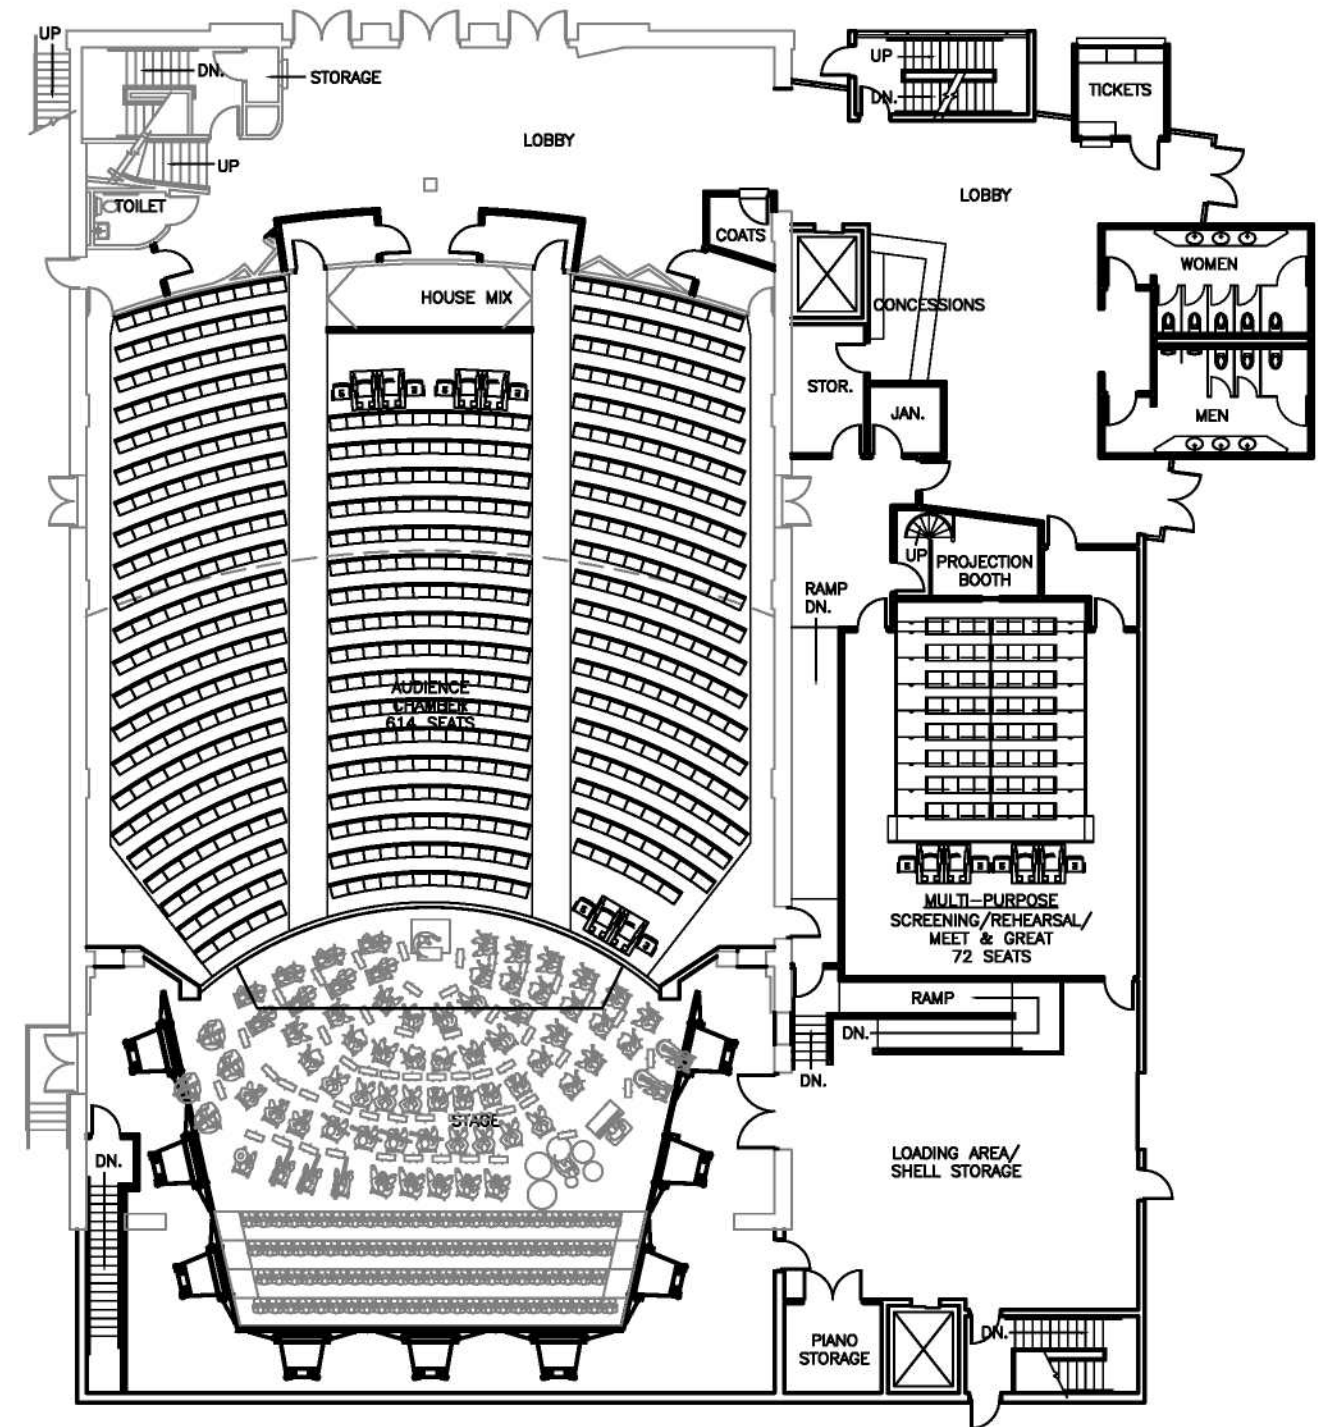 UP
DN.
STORAGE
UP
DN.
TICKETS
LOBBY
UP
LOBBY
TOILET
COATS
WOMEN
HOUSE MIX
CONCESSIONS
STOR.
JAN.
MEN
UP
PROJECTION
BOOTH
RAMP
DN.
AUDIENCE
CHAMBER
614 SEATS
MULTI-PURPOSE
SCREENING/REHEARSAL/
MEET & GREAT
72 SEATS
RAMP
DN.
DN.
STAGE
DN.
LOADING AREA/
SHELL STORAGE
PIANO
STORAGE
DN.